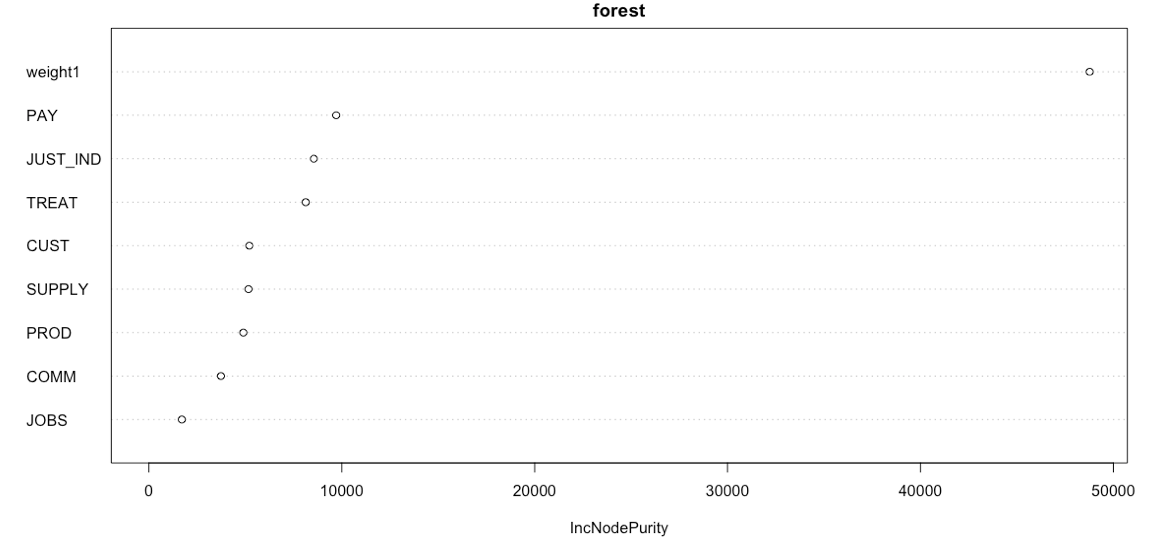 forest
weight1
PAY
JUST_IND
TREAT
CUST
SUPPLY
PROD
COMM
JOBS
0 10000 20000 30000 40000 50000
IncNodePurity